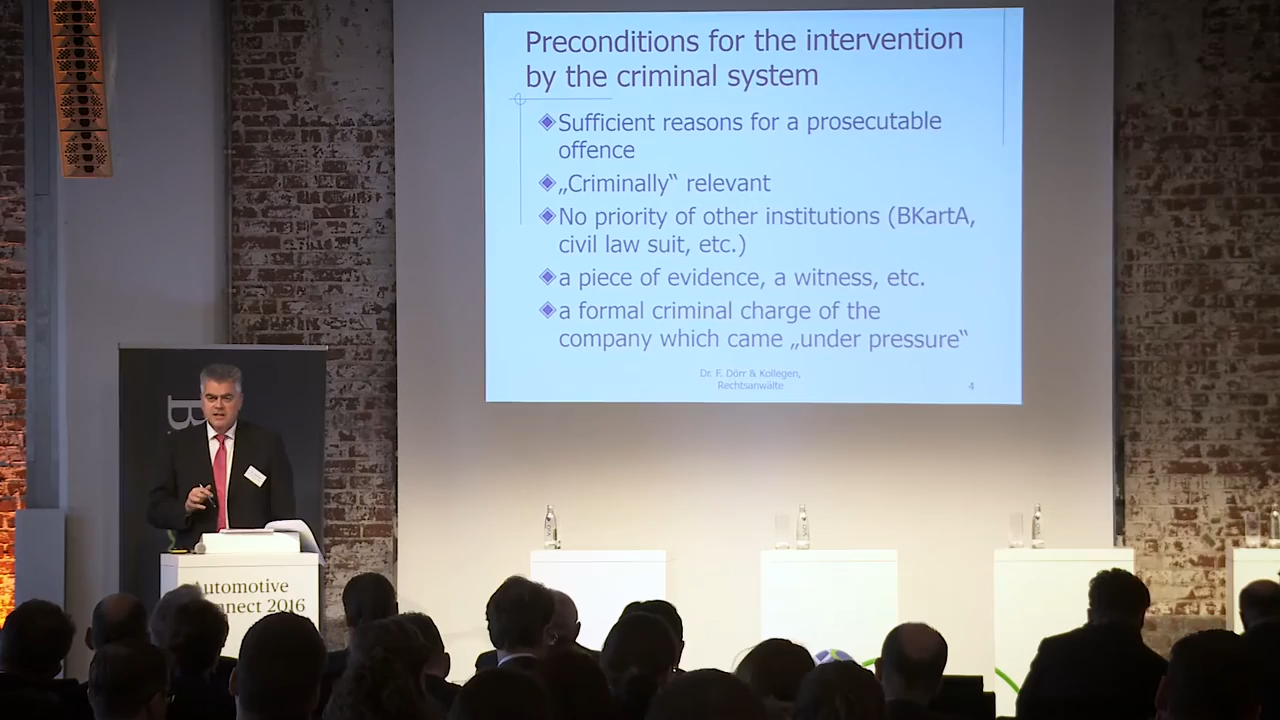 Preconditions for the intervention
by the criminal system
Sufficient reasons for a prosecutable
offence
„Criminally“ relevant
No priority of other institutions (BKartA,
civil law suit, etc.)
a piece of evidence, a witness, etc.
a formal criminal charge of the
company which came „under pressure“
Dr. F. Dörr & Kollegen,
Rechtsanwälte
4
B.
Automotive
nnect 2016